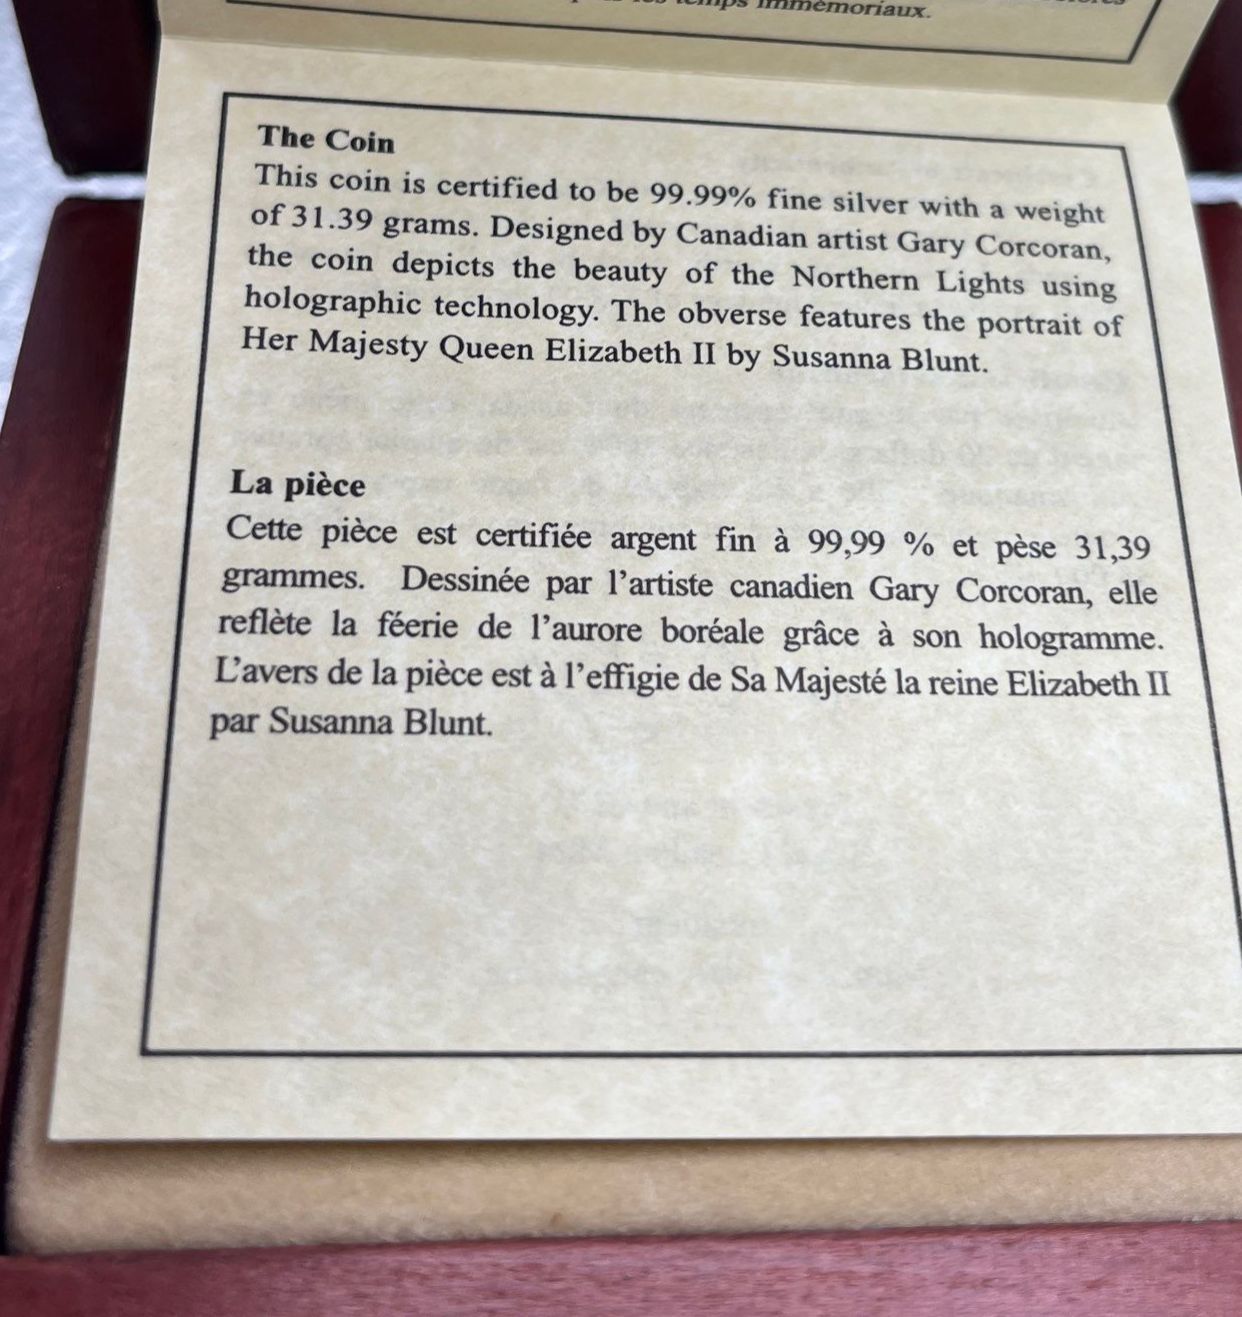 temps immémoriaux.
The Coin
This coin is certified to be 99.99% fine silver with a weight
of 31.39 grams. Designed by Canadian artist Gary Corcoran,
the coin depicts the beauty of the Northern Lights using
holographic technology. The obverse features the portrait of
Her Majesty Queen Elizabeth II by Susanna Blunt.
La pièce
Cette pièce est certifiée argent fin à 99,99 % et pèse 31,39
grammes. Dessinée par l’artiste canadien Gary Corcoran, elle
reflète la féerie de l’aurore boréale grâce à son hologramme.
L’avers de la pièce est à l’effigie de Sa Majesté la reine Elizabeth II
par Susanna Blunt.